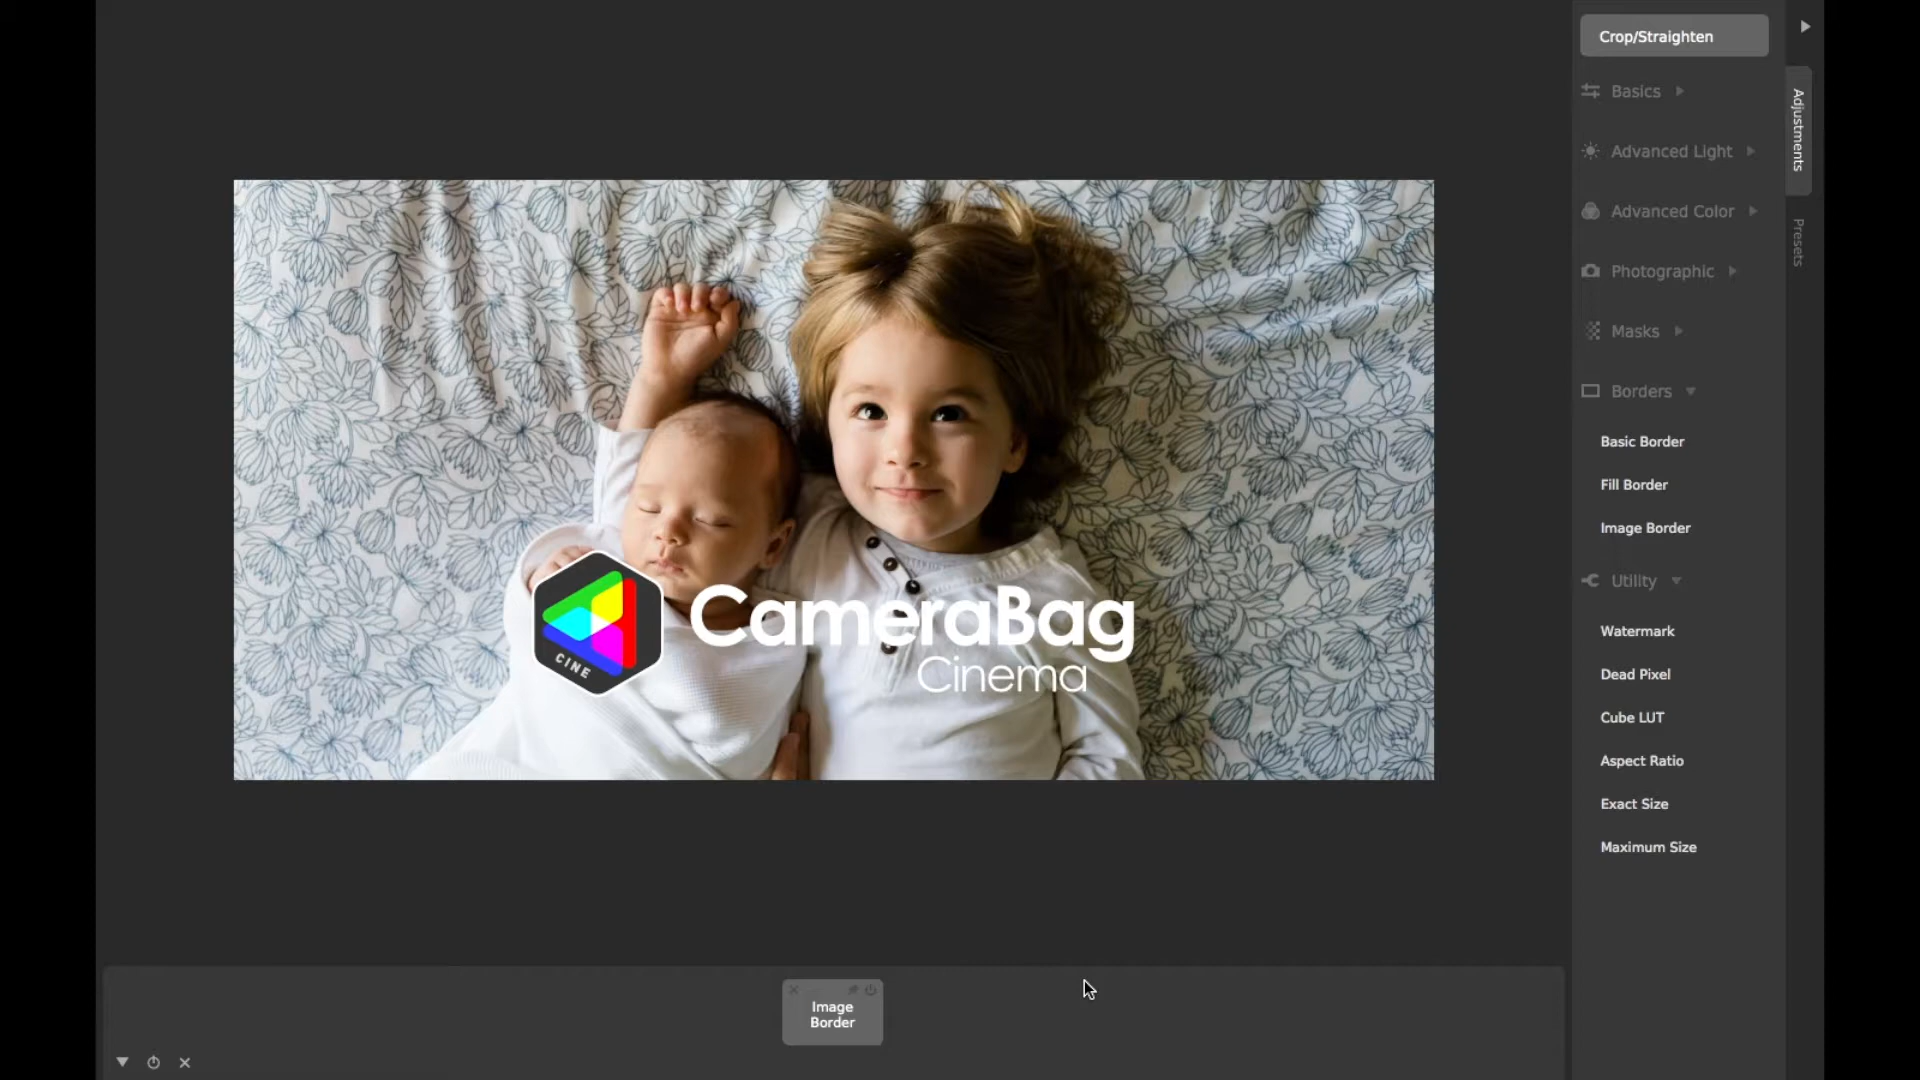 Crop/Straighten
Basics
Advanced Light
Advanced Color
Photographic
Masks
Borders
Basic Border
Fill Border
Image Border
Utility
Watermark
Dead Pixel
Cube LUT
Aspect Ratio
Exact Size
Maximum Size
Adjustments
Presets
CINE
CameraBag
Cinema
Image
Border